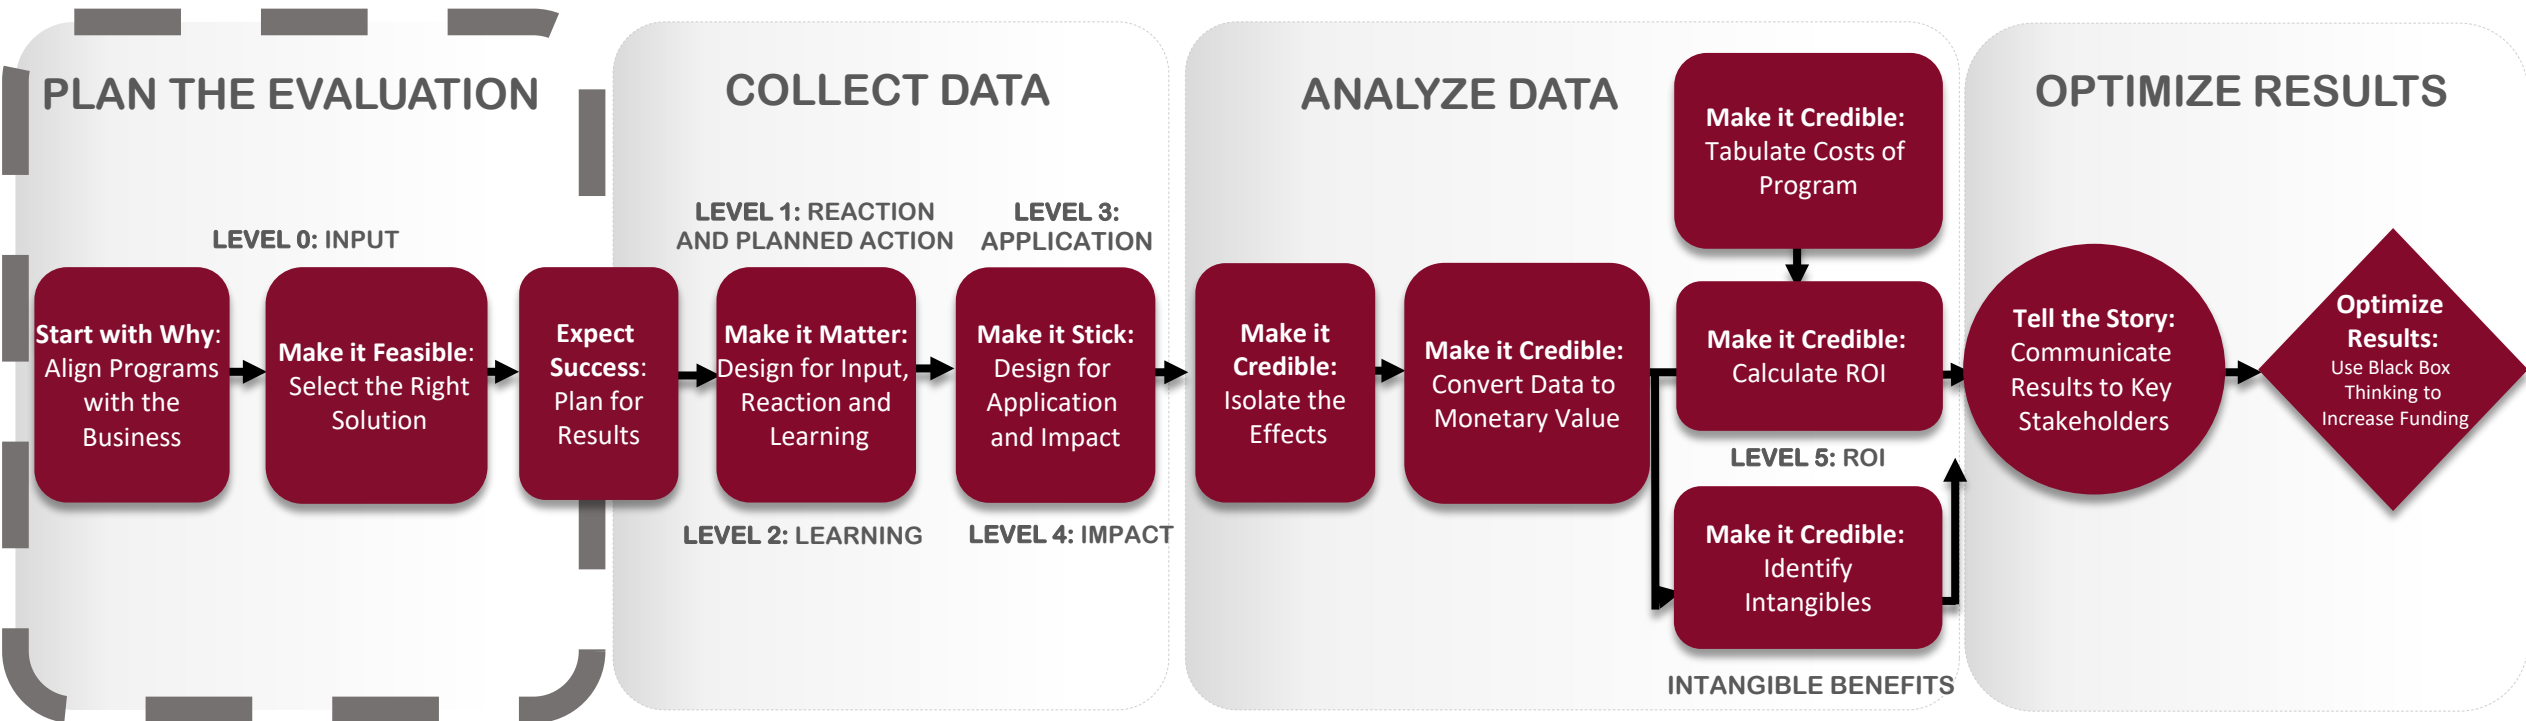 PLAN THE EVALUATION
LEVEL 0: INPUT
Start with Why:
Align Programs
with the
Business
Make it Feasible:
Select the Right
Solution
Expect
Success:
Plan for
Results
COLLECT DATA
LEVEL 1: REACTION
AND PLANNED ACTION
Make it Matter:
Design for Input,
Reaction and
Learning
LEVEL 2: LEARNING
LEVEL 3:
APPLICATION
Make it Stick:
Design for
Application
and Impact
LEVEL 4: IMPACT
ANALYZE DATA
Make it
Credible:
Isolate the
Effects
Make it Credible:
Convert Data to
Monetary Value
Make it Credible:
Tabulate Costs of
Program
Make it Credible:
Calculate ROI
LEVEL 5: ROI
Make it Credible:
Identify
Intangibles
INTANGIBLE BENEFITS
OPTIMIZE RESULTS
Tell the Story:
Communicate
Results to Key
Stakeholders
Optimize
Results:
Use Black Box
Thinking to
Increase Funding